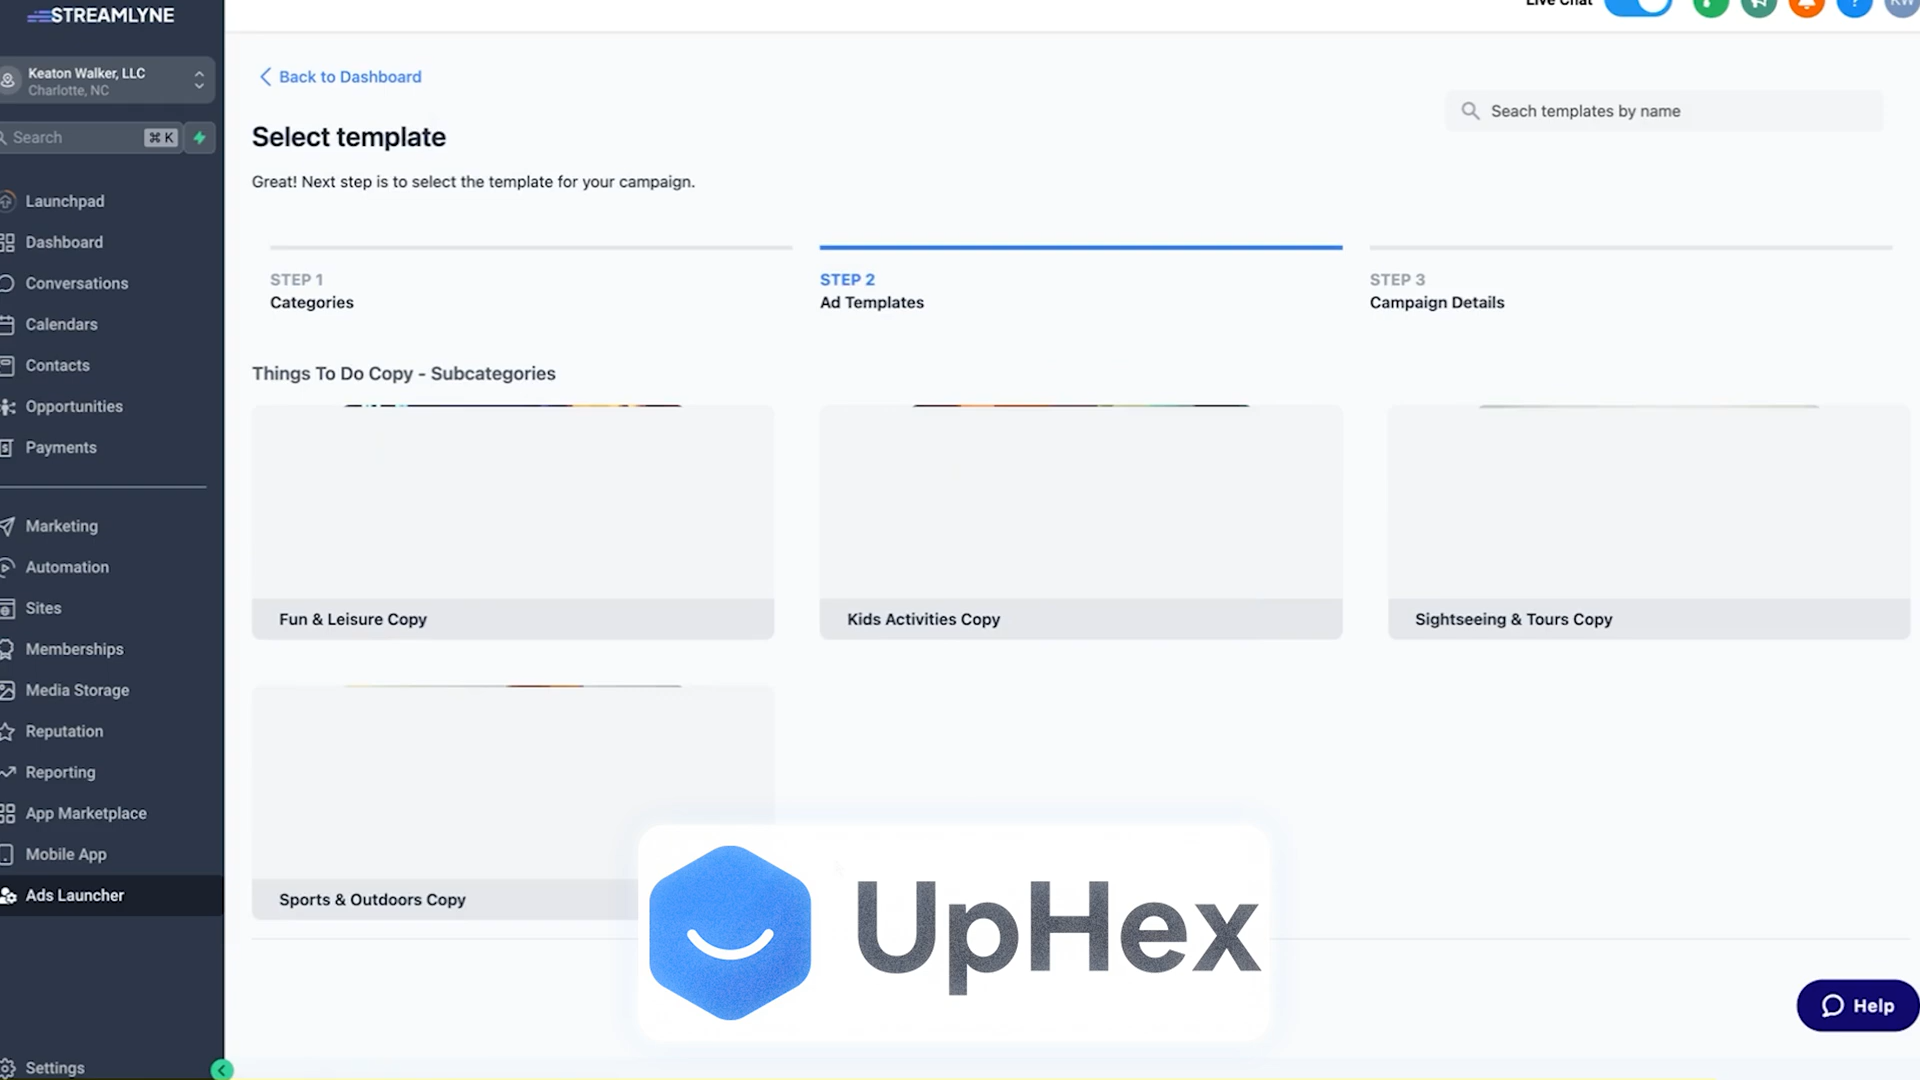 STREAMLYNE
Live Chat
KW
Keaton Walker, LLC
Charlotte, NC
Search
⌘ K
Launchpad
Dashboard
Conversations
Calendars
Contacts
Opportunities
Payments
Marketing
Automation
Sites
Memberships
Media Storage
Reputation
Reporting
App Marketplace
Mobile App
Ads Launcher
Settings
Back to Dashboard
Seach templates by name
Select template
Great! Next step is to select the template for your campaign.
STEP 1
Categories
STEP 2
Ad Templates
STEP 3
Campaign Details
Things To Do Copy - Subcategories
Fun & Leisure Copy
Kids Activities Copy
Sightseeing & Tours Copy
Sports & Outdoors Copy
UpHex
Help